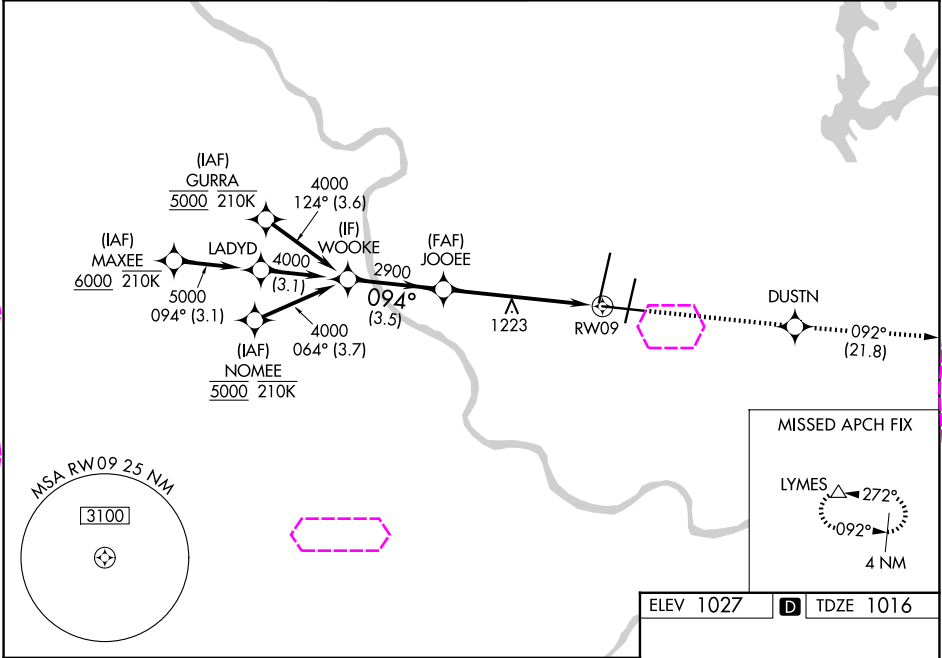 (IAF)
GURRA
5000 210K
4000
124° (3.6)
(IAF)
MAXEE
6000 210K
LADYD
4000
(3.1)
5000
094° (3.1)
(IF)
WOOKE
2900
094°
(3.5)
(FAF)
JOOEE
4000
064° (3.7)
(IAF)
NOMEE
5000 210K
1223
RW09
DUSTN
092°
(21.8)
MSA RW09 25 NM
3100
MISSED APCH FIX
LYMES
272°
092°
4 NM
ELEV 1027 D TDZE 1016